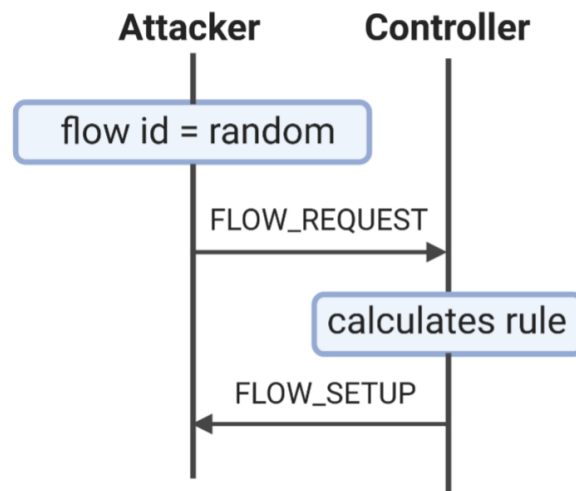 Attacker
Controller
flow id = random
FLOW_REQUEST
calculates rule
FLOW_SETUP